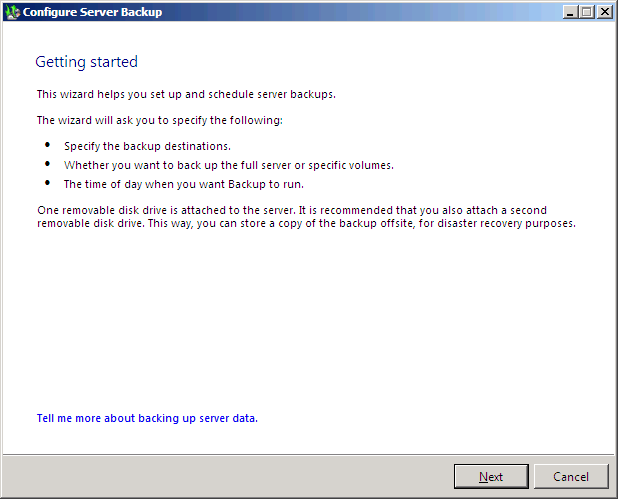 Configure Server Backup
Getting started
This wizard helps you set up and schedule server backups.
The wizard will ask you to specify the following:
• Specify the backup destinations.
• Whether you want to back up the full server or specific volumes.
• The time of day when you want Backup to run.
One removable disk drive is attached to the server. It is recommended that you also attach a second
removable disk drive. This way, you can store a copy of the backup offsite, for disaster recovery purposes.
Tell me more about backing up server data.
Next Cancel